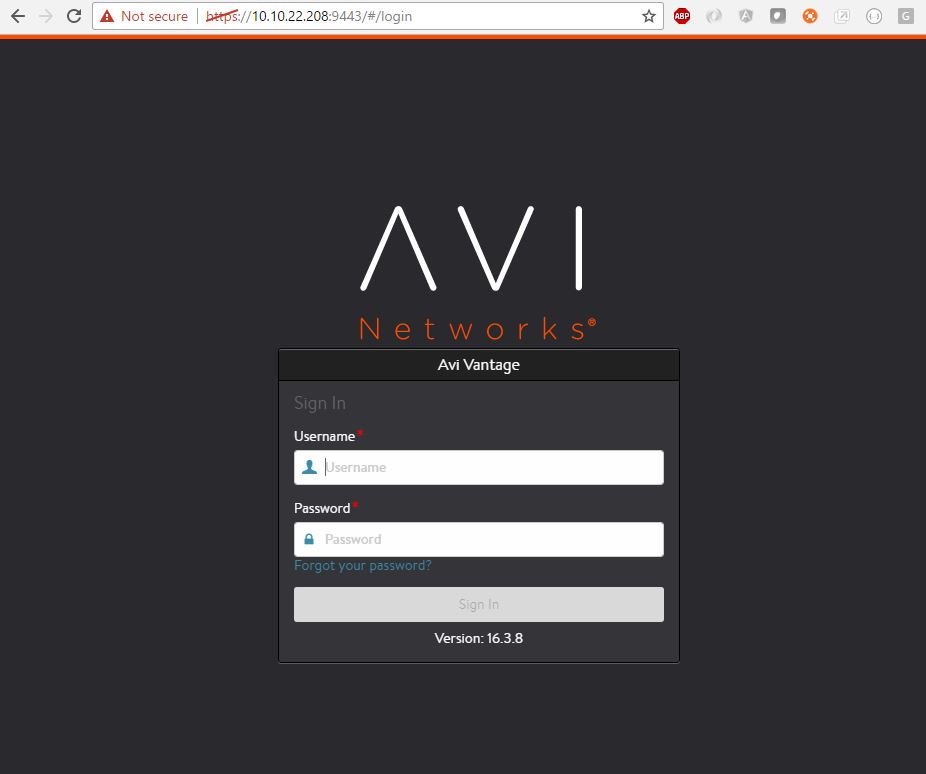 Not secure https://10.10.22.208:9443/#/login ABP G
AVI
Networks®
Avi Vantage
Sign In
Username*
Username
Password*
Password
Forgot your password?
Sign In
Version: 16.3.8